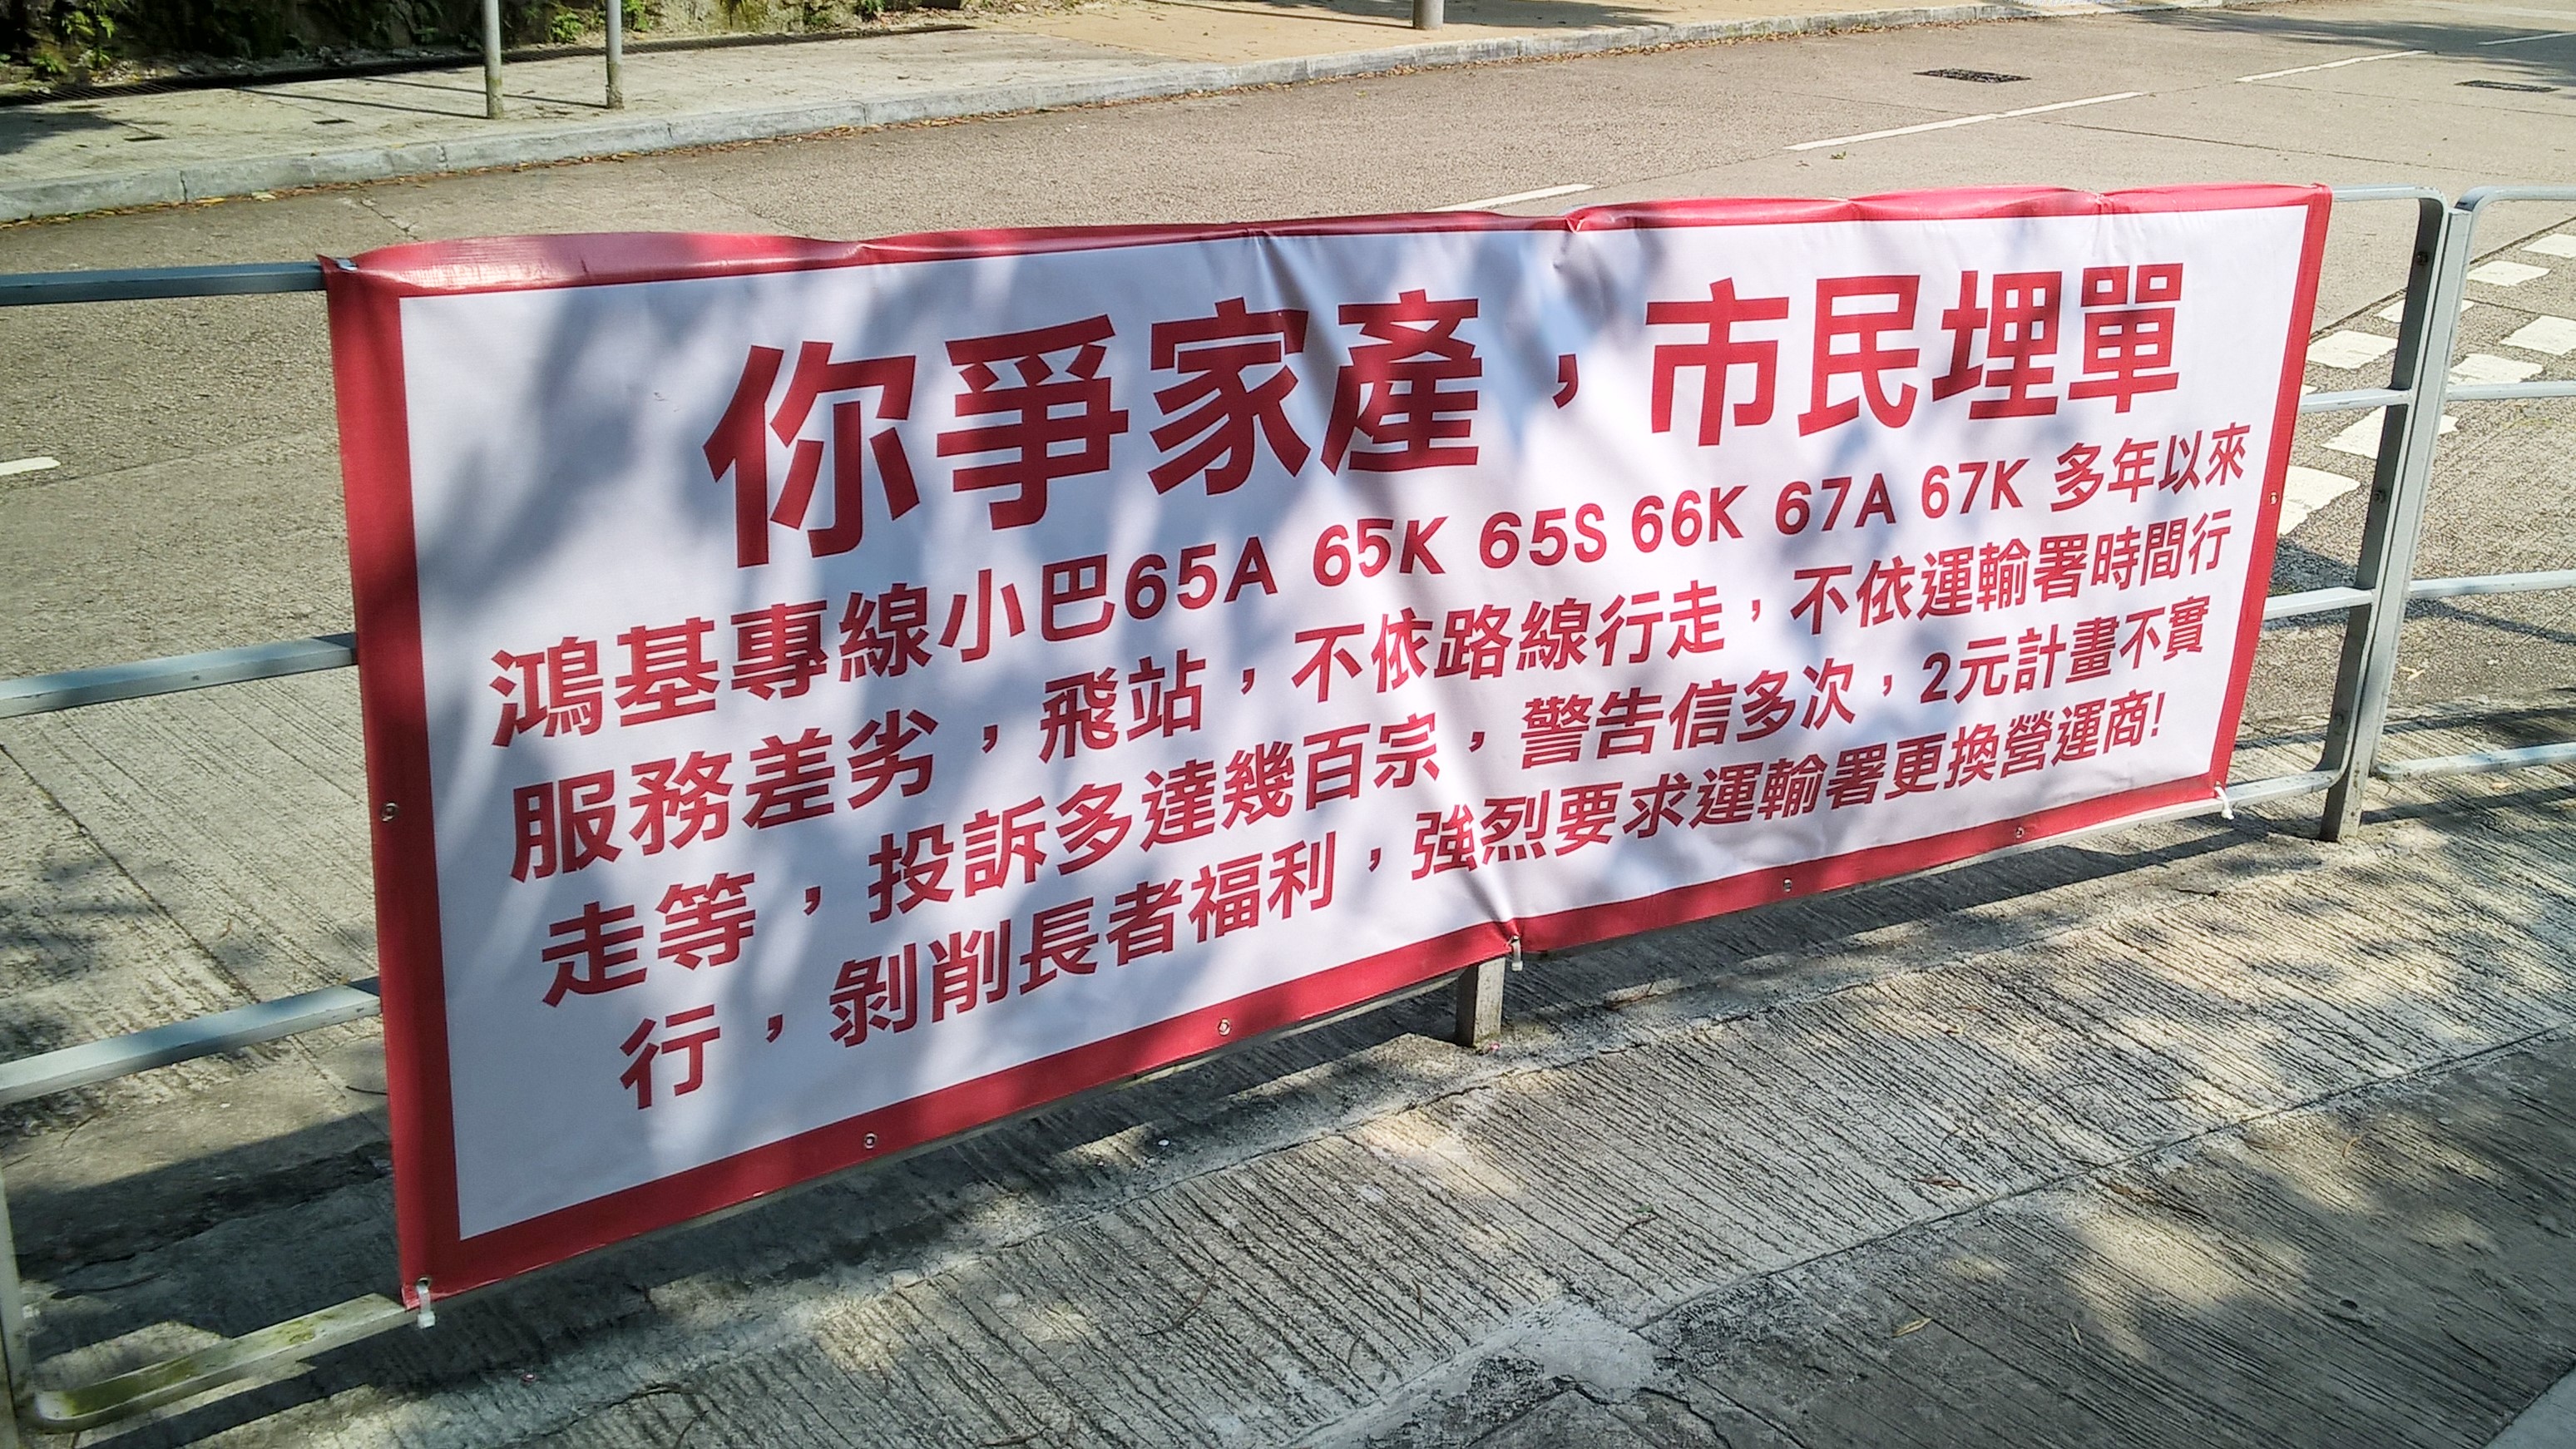 你爭家產，市民埋單
鴻基專線小巴65A 65K 65S 66K 67A 67K 多年以來
服務差劣，飛站，不依路線行走，不依運輸署時間行
走等，投訴多達幾百宗，警告信多次，2元計畫不實
行，剝削長者福利，強烈要求運輸署更換營運商!